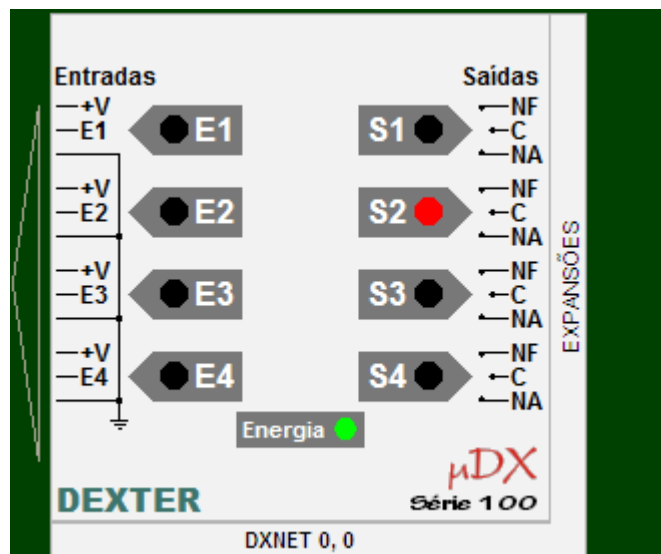 Entradas Saídas
+V NF
E1 E1 S1 C
NA
+V NF
E2 E2 S2 C
NA
+V NF
E3 E3 S3 C
NA
+V NF
E4 E4 S4 C
NA
EXPANSÕES
Energia
µDX
DEXTER Série 100
DXNET 0, 0